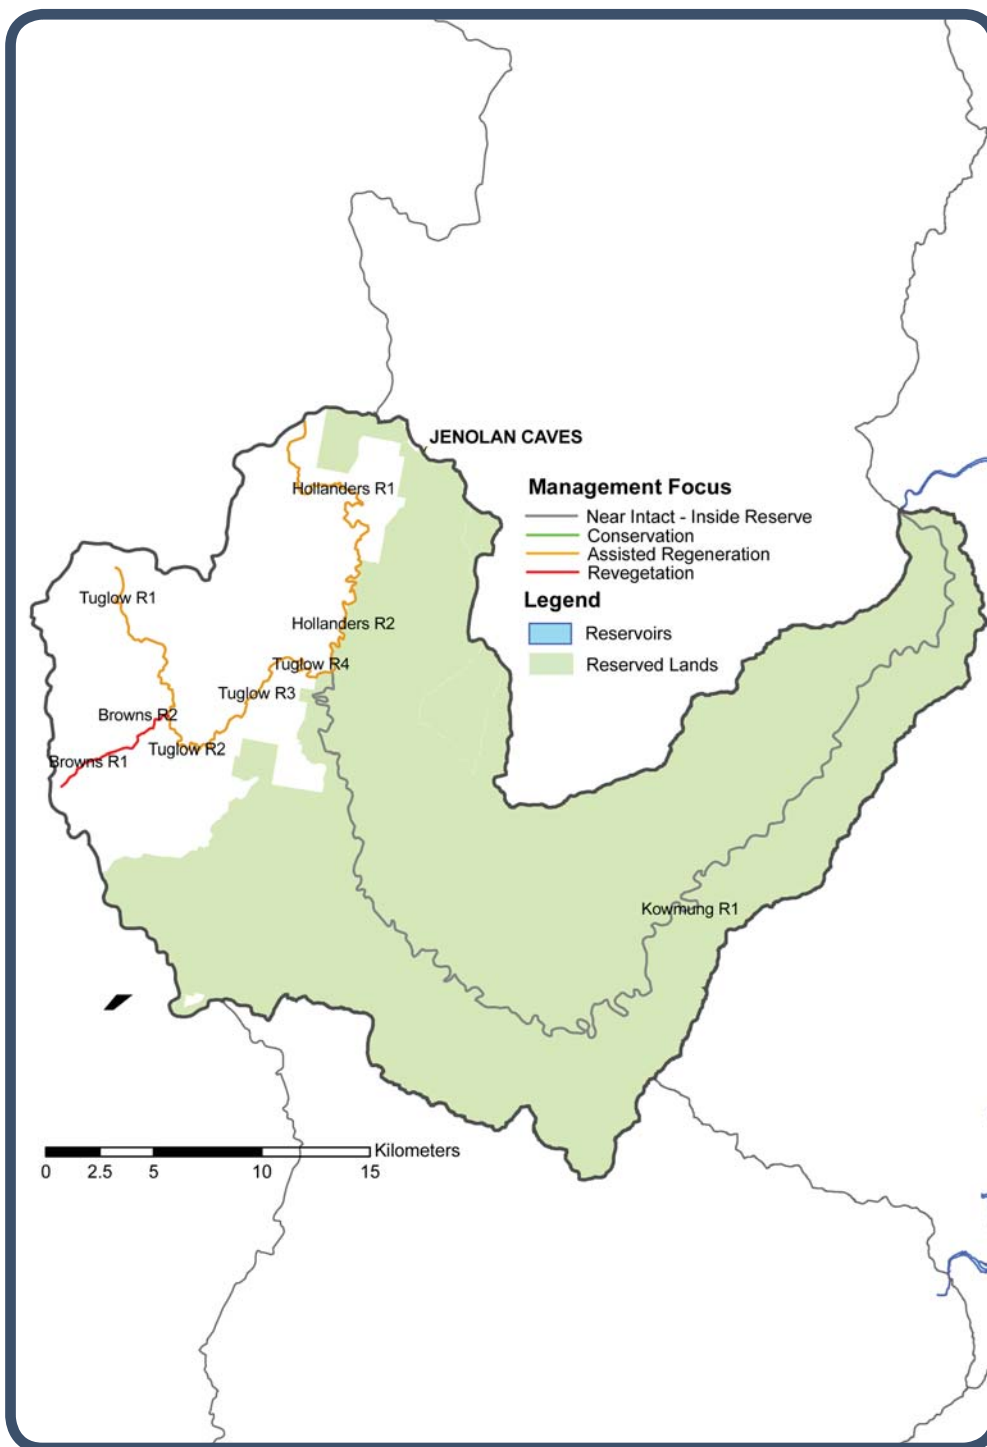 JENOLAN CAVES
Hollanders R1
Management Focus
Near Intact - Inside Reserve
Conservation
Assisted Regeneration
Revegetation
Legend
Reservoirs
Reserved Lands
Tuglow R1
Hollanders R2
Tuglow R4
Tuglow R3
Browns R2
Tuglow R2
Browns R1
Kowmung R1
Kilometers
0 2.5 5 10 15